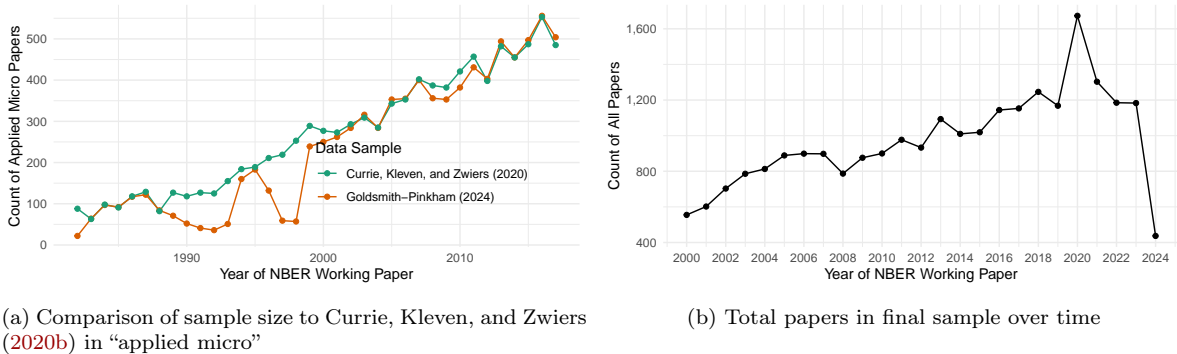 Count of Applied Micro Papers
500
400
300
200
100
0
Data Sample
Currie, Kleven, and Zwiers (2020)
Goldsmith−Pinkham (2024)
1990
2000
2010
Year of NBER Working Paper
(a) Comparison of sample size to Currie, Kleven, and Zwiers
(2020b) in “applied micro”
Count of All Papers
1,600
1,200
800
400
2000 2002 2004 2006 2008 2010 2012 2014 2016 2018 2020 2022 2024
Year of NBER Working Paper
(b) Total papers in final sample over time